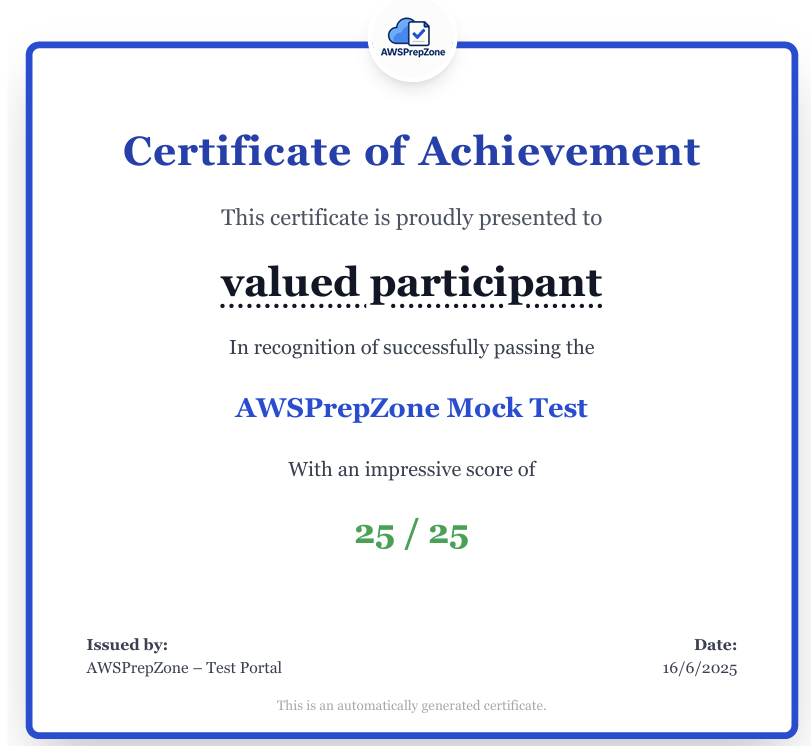 AWSPrepZone
Certificate of Achievement
This certificate is proudly presented to
valued participant
In recognition of successfully passing the
AWSPrepZone Mock Test
With an impressive score of
25 / 25
Issued by:
AWSPrepZone – Test Portal
Date:
16/6/2025
This is an automatically generated certificate.